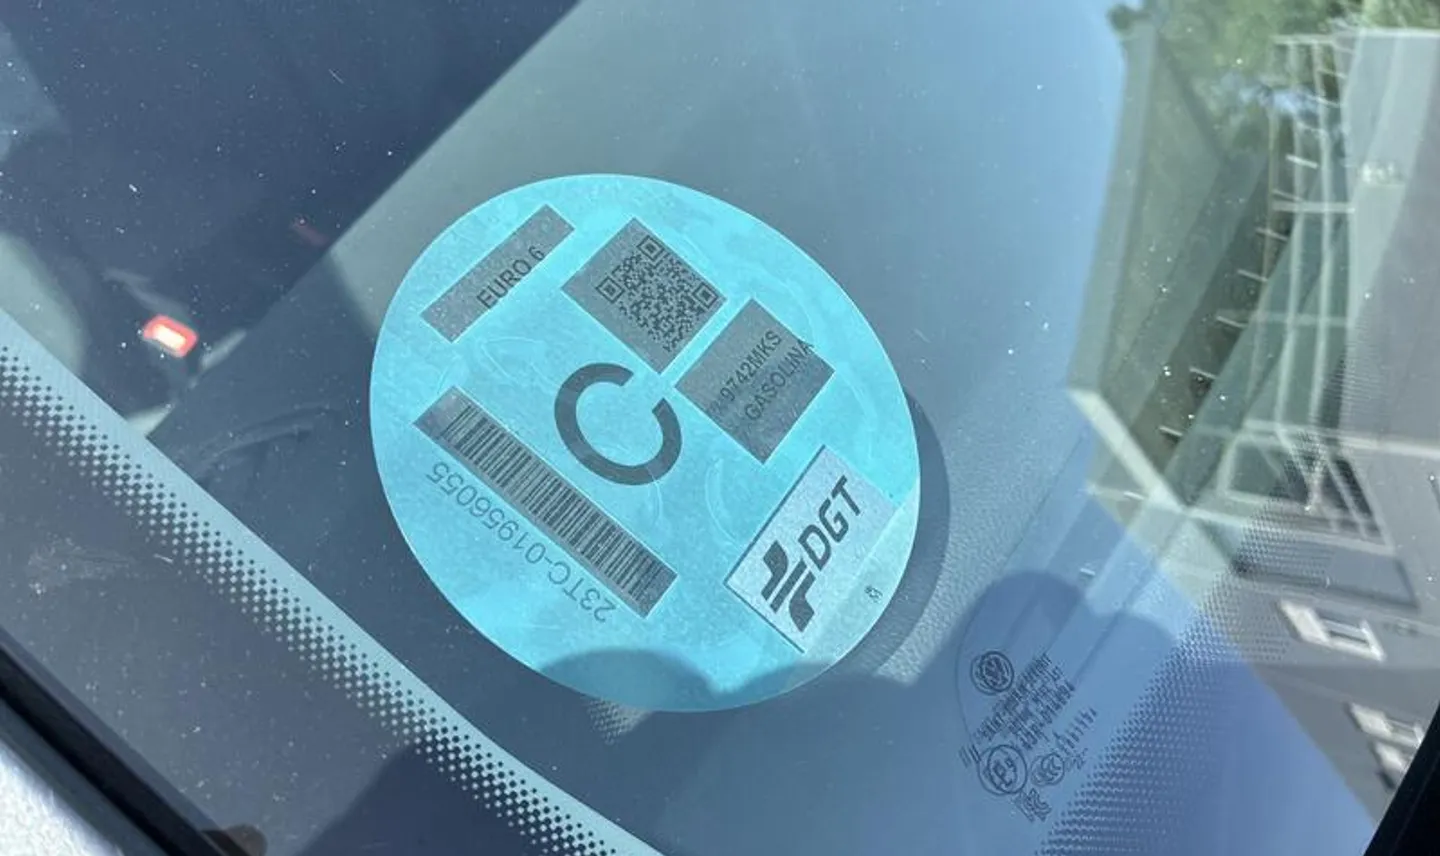 EURO 6
9742MKS
GASOLINA
C
23TC-01956055
DGT